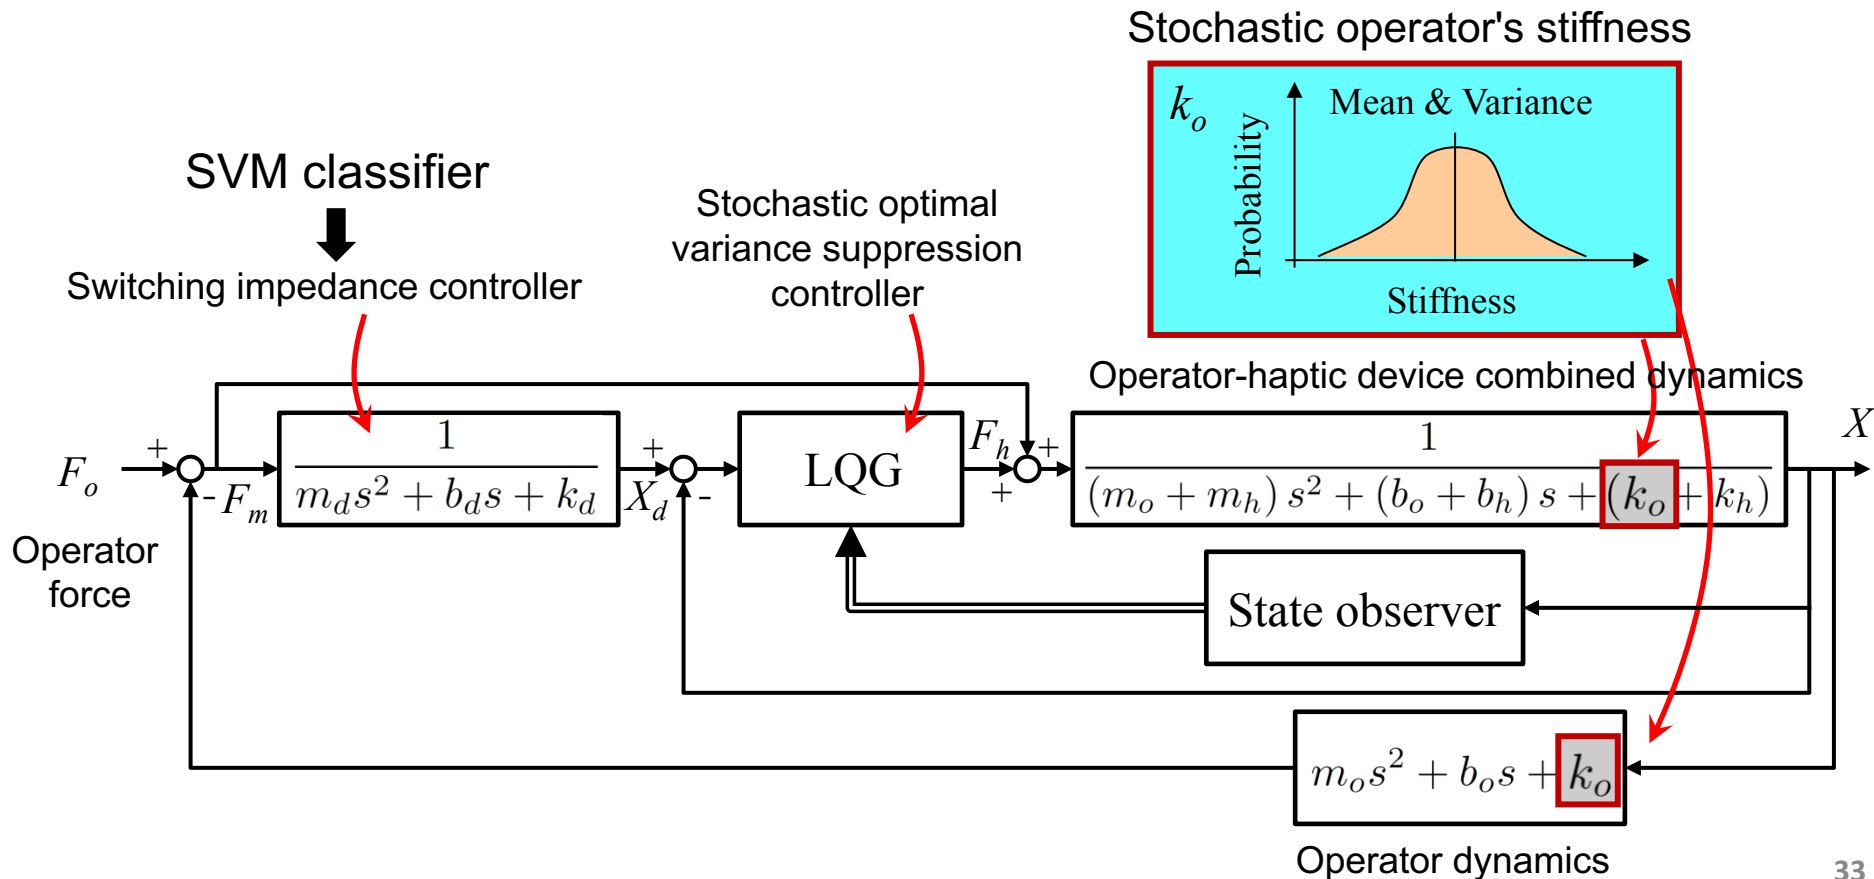 Stochastic operator's stiffness
k_o
Mean & Variance
Probability
Stiffness
SVM classifier
Switching impedance controller
Stochastic optimal
variance suppression
controller
Operator-haptic device combined dynamics
F_o
+
-
F_m
1
m_d s^2 + b_d s + k_d
+
X_d
-
LQG
F_h
+
+
1
(m_o + m_h) s^2 + (b_o + b_h) s + (k_o + k_h)
X
Operator
force
State observer
m_o s^2 + b_o s + k_o
Operator dynamics
33